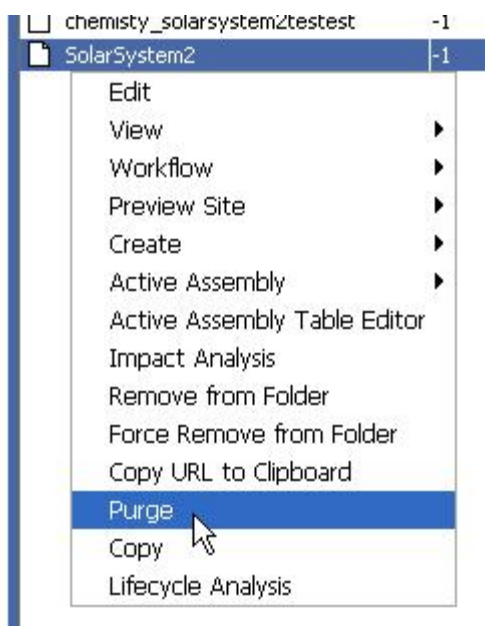 chemisty_solarsystem2testest -1
SolarSystem2 -1
Edit
View
Workflow
Preview Site
Create
Active Assembly
Active Assembly Table Editor
Impact Analysis
Remove from Folder
Force Remove from Folder
Copy URL to Clipboard
Purge
Copy
Lifecycle Analysis